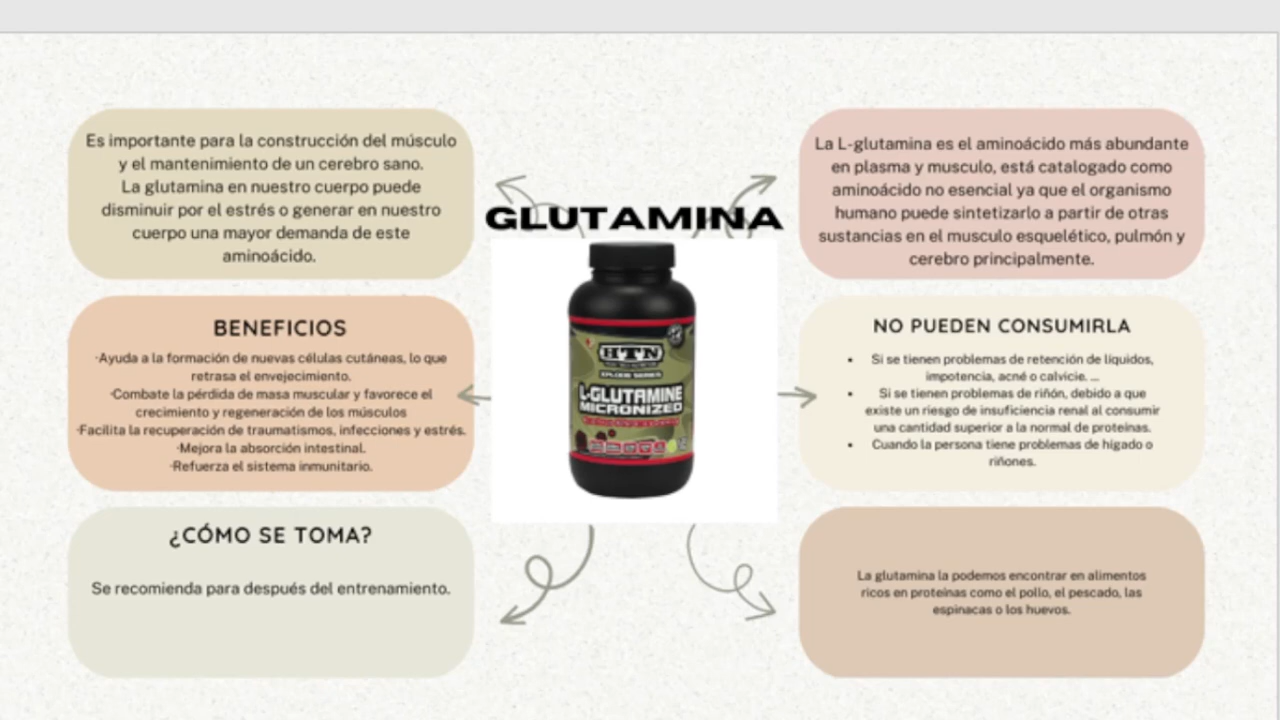 Es importante para la construcción del músculo
y el mantenimiento de un cerebro sano.
La glutamina en nuestro cuerpo puede
disminuir por el estrés o generar en nuestro
cuerpo una mayor demanda de este
aminoácido.
BENEFICIOS
·Ayuda a la formación de nuevas células cutáneas, lo que
retrasa el envejecimiento.
·Combate la pérdida de masa muscular y favorece el
crecimiento y regeneración de los músculos
·Facilita la recuperación de traumatismos, infecciones y estrés.
·Mejora la absorción intestinal.
·Refuerza el sistema inmunitario.
¿CÓMO SE TOMA?
Se recomienda para después del entrenamiento.
GLUTAMINA
HTN
L-GLUTAMINE
MICRONIZED
La L-glutamina es el aminoácido más abundante
en plasma y musculo, está catalogado como
aminoácido no esencial ya que el organismo
humano puede sintetizarlo a partir de otras
sustancias en el musculo esquelético, pulmón y
cerebro principalmente.
NO PUEDEN CONSUMIRLA
• Si se tienen problemas de retención de líquidos,
impotencia, acné o calvicie. ...
• Si se tienen problemas de riñón, debido a que
existe un riesgo de insuficiencia renal al consumir
una cantidad superior a la normal de proteínas.
• Cuando la persona tiene problemas de hígado o
riñones.
La glutamina la podemos encontrar en alimentos
ricos en proteínas como el pollo, el pescado, las
espinacas o los huevos.